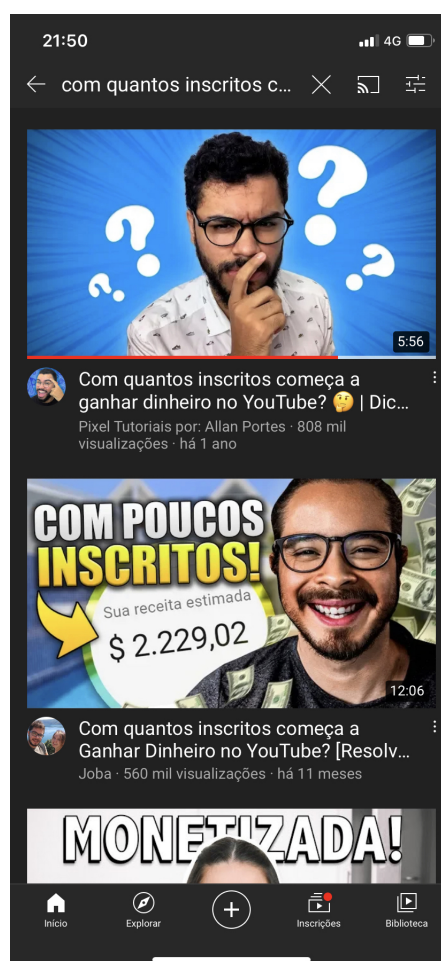 21:50
4G
com quantos inscritos c...
? ? ? ?
5:56
Com quantos inscritos começa a
ganhar dinheiro no YouTube? 🤔 | Dic...
Pixel Tutoriais por: Allan Portes · 808 mil
visualizações · há 1 ano
COM POUCOS
INSCRITOS!
Sua receita estimada
$ 2.229,02
12:06
Com quantos inscritos começa a
Ganhar Dinheiro no YouTube? [Resolv...
Joba · 560 mil visualizações · há 11 meses
MONETIZADA!
Início
Explorar
Inscrições
Biblioteca